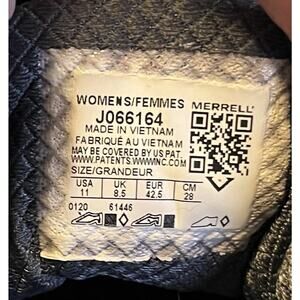 WOMENS/FEMMES MERRELL
J066164
MADE IN VIETNAM
FABRIQUÉ AU VIETNAM
MAY BE COVERED BY US PAT.
WWW.PATENTS.WWWINC.COM
SIZE/GRANDEUR
USA UK EUR CM
11 8.5 42.5 28
0120 61446